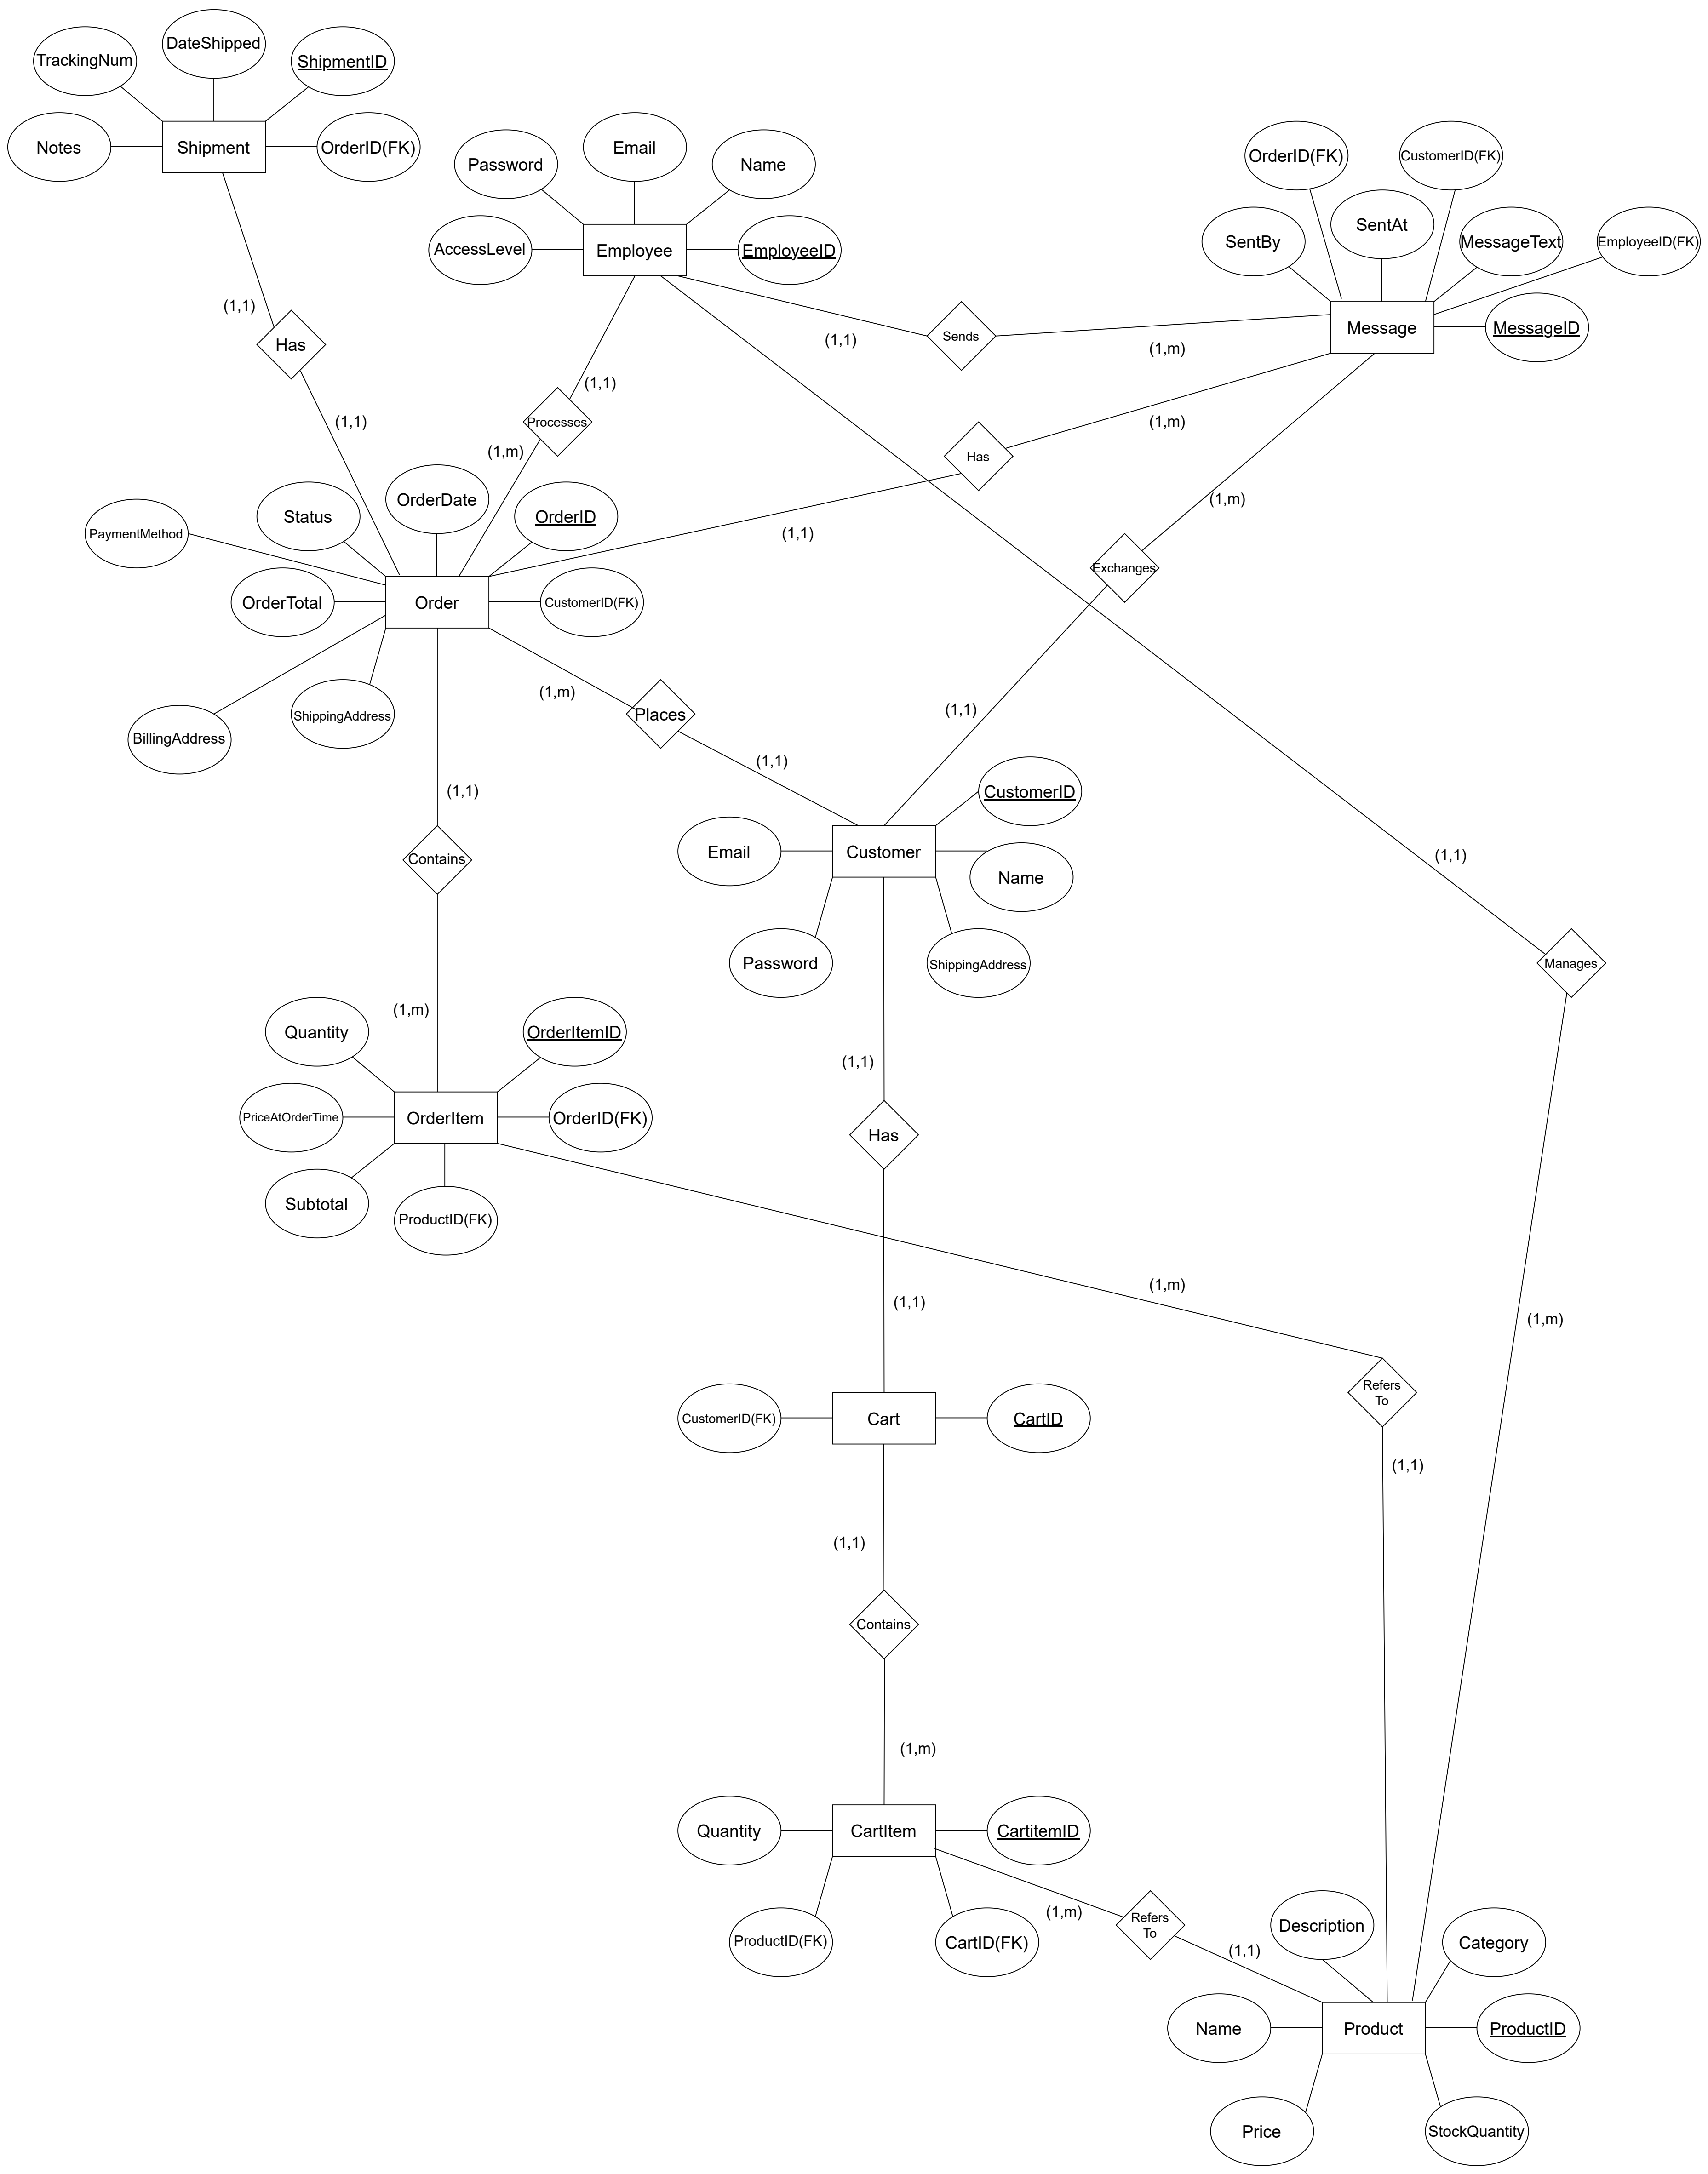 DateShipped
TrackingNum
ShipmentID
Notes
Shipment
OrderID(FK)
Password
Email
Name
AccessLevel
Employee
EmployeeID
OrderID(FK)
CustomerID(FK)
SentBy
SentAt
MessageText
EmployeeID(FK)
Message
MessageID
(1,1)
Has
(1,1)
(1,1)
Processes
(1,m)
(1,1)
Sends
(1,m)
(1,m)
Has
(1,1)
(1,m)
Exchanges
(1,1)
PaymentMethod
Status
OrderDate
OrderID
OrderTotal
Order
CustomerID(FK)
BillingAddress
ShippingAddress
(1,m)
Places
(1,1)
(1,1)
Contains
(1,m)
CustomerID
Email
Customer
Name
Password
ShippingAddress
(1,1)
Manages
(1,m)
Quantity
OrderItemID
PriceAtOrderTime
OrderItem
OrderID(FK)
Subtotal
ProductID(FK)
(1,1)
Has
(1,1)
(1,m)
Refers
To
(1,1)
CustomerID(FK)
Cart
CartID
(1,1)
Contains
(1,m)
Quantity
CartItem
CartitemID
ProductID(FK)
CartID(FK)
(1,m)
Refers
To
(1,1)
Description
Category
Name
Product
ProductID
Price
StockQuantity